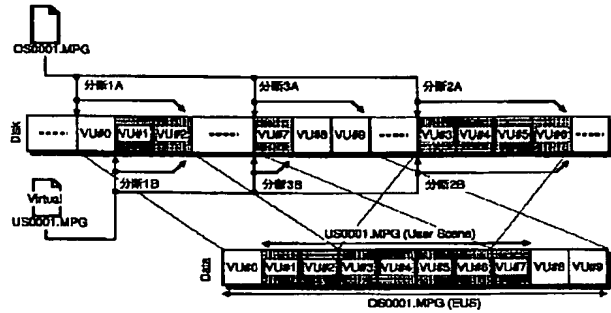 OS0001.MPG
分断1A
分断3A
分断2A
Disk
-----
VU#0
VU#1
VU#2
-----
VU#7
VU#8
VU#9
-----
VU#3
VU#4
VU#5
VU#6
-----
分断1B
分断3B
分断2B
Virtual
US0001.MPG
US0001.MPG (User Scene)
Data
VU#0
VU#1
VU#2
VU#3
VU#4
VU#5
VU#6
VU#7
VU#8
VU#9
OS0001.MPG (EUS)